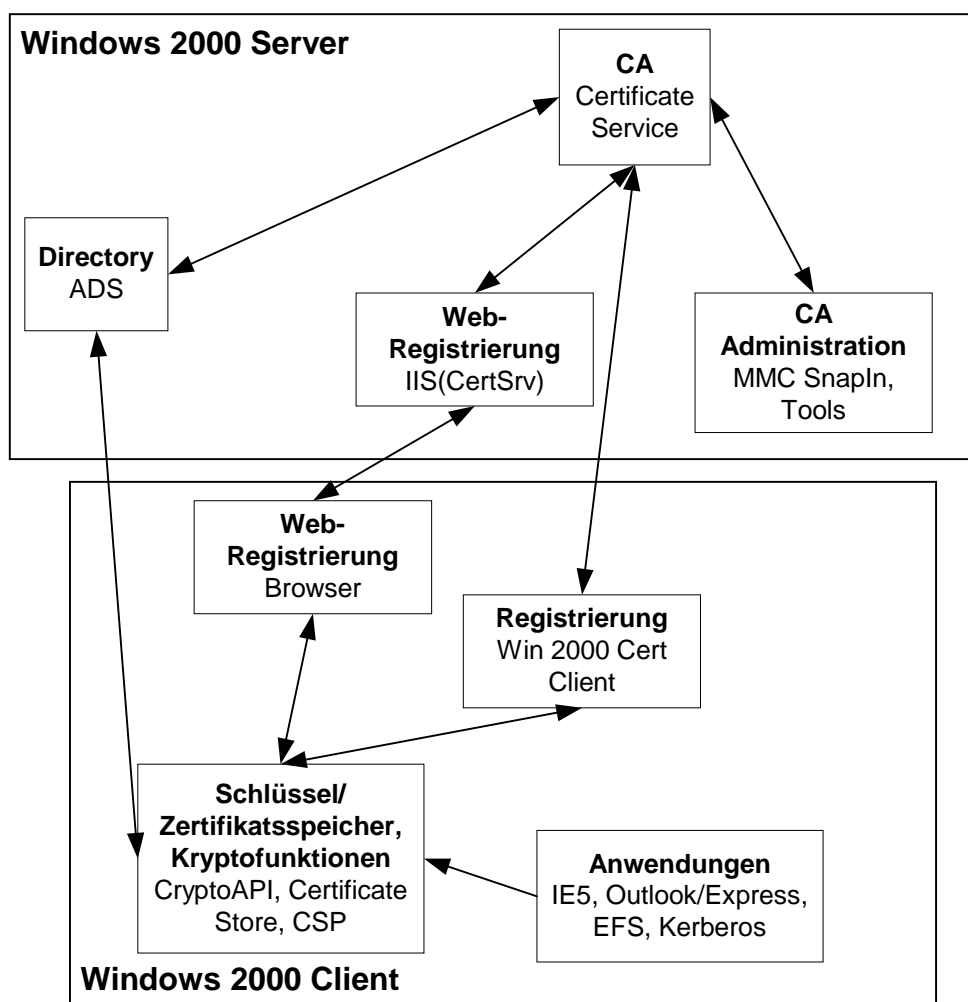 Windows 2000 Server
CA
Certificate
Service
Directory
ADS
Web-
Registrierung
IIS(CertSrv)
CA
Administration
MMC SnapIn,
Tools
Web-
Registrierung
Browser
Registrierung
Win 2000 Cert
Client
Schlüssel/
Zertifikatsspeicher,
Kryptofunktionen
CryptoAPI, Certificate
Store, CSP
Anwendungen
IE5, Outlook/Express,
EFS, Kerberos
Windows 2000 Client